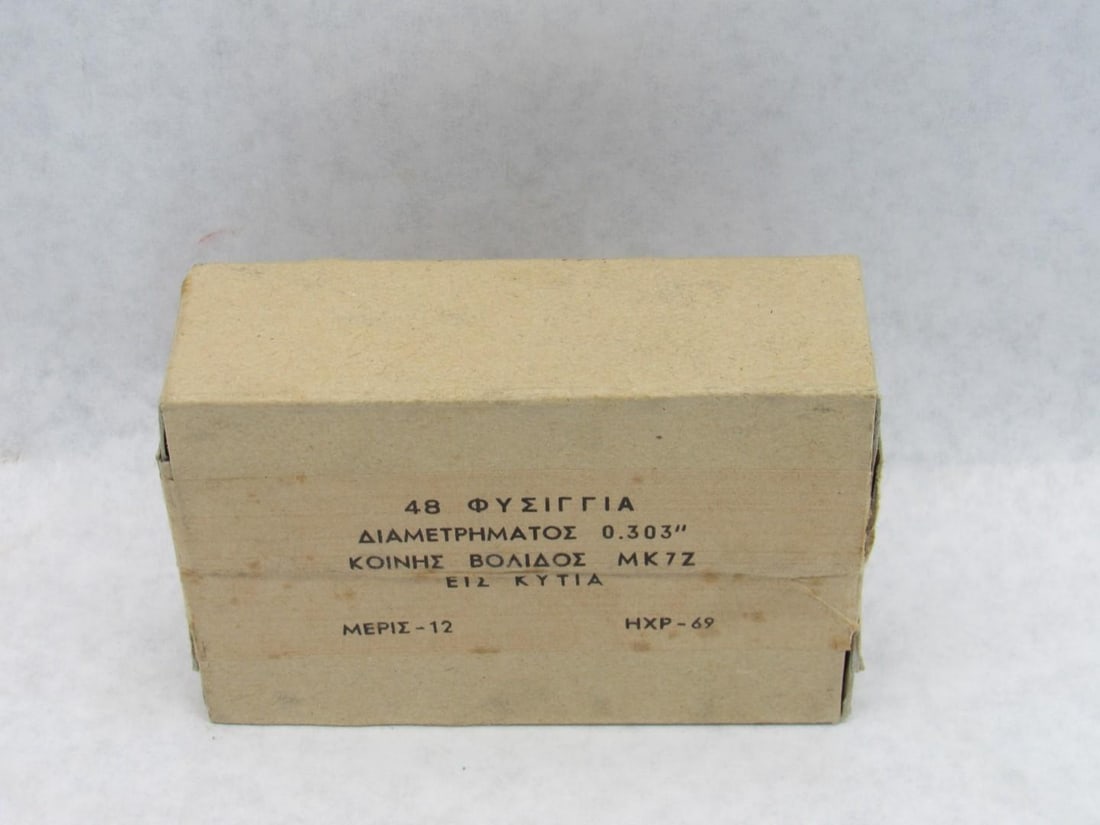 48 ΦΥΣΙΓΓΙΑ
ΔΙΑΜΕΤΡΗΜΑΤΟΣ 0.303"
ΚΟΙΝΗΣ ΒΟΛΙΔΟΣ ΜΚ7Ζ
ΕΙΣ ΚΥΤΙΑ
ΜΕΡΙΣ-12 ΗΧΡ-69